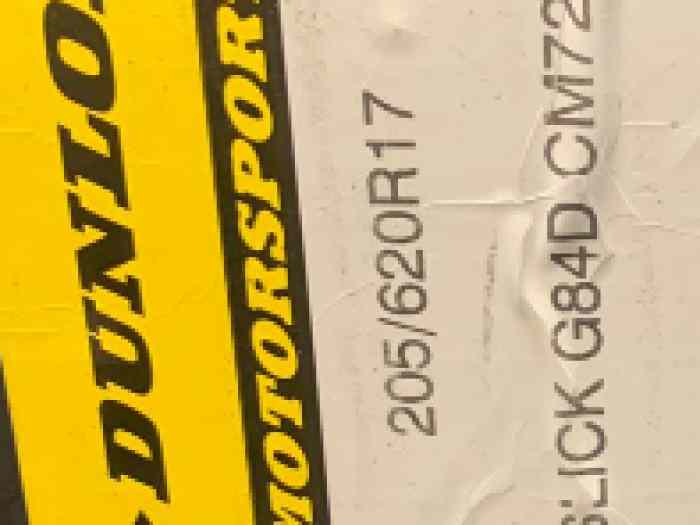 DUNLO
MOTORSPOR
205/620R17
SLICK G84D CM72